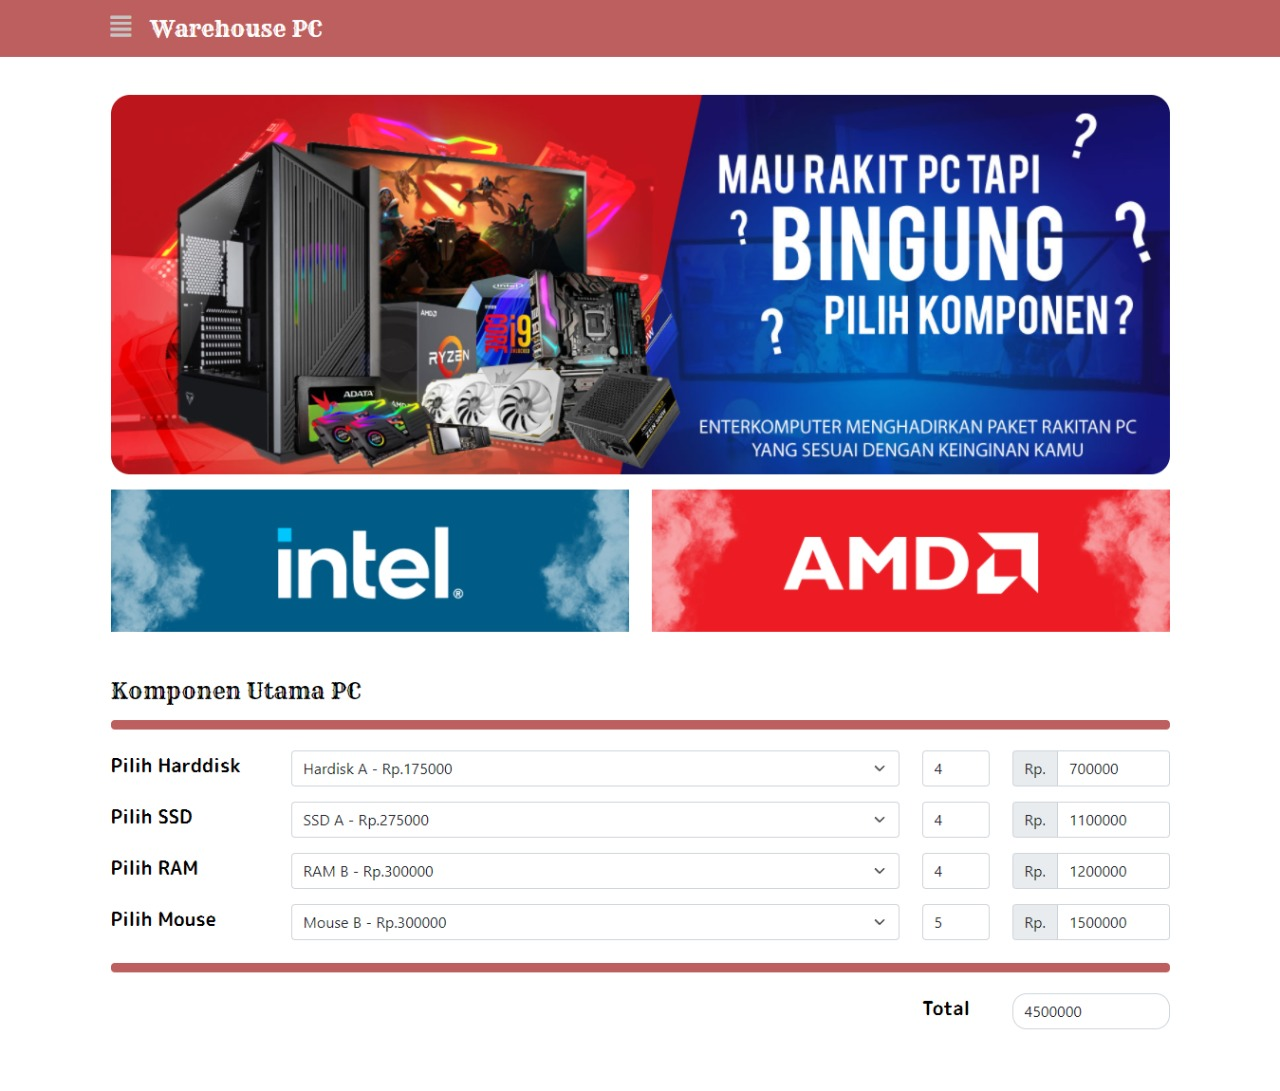 Warehouse PC
MAU RAKIT PC TAPI
?
?
BINGUNG
?
PILIH KOMPONEN?
?
intel
AMD
RYZEN
CORE i9
ADATA
AMD
ENTERKOMPUTER MENGHADIRKAN PAKET RAKITAN PC
YANG SESUAI DENGAN KEINGINAN KAMU
intel®
AMD
Komponen Utama PC
Pilih Harddisk Hardisk A - Rp.175000 4 Rp. 700000
Pilih SSD SSD A - Rp.275000 4 Rp. 1100000
Pilih RAM RAM B - Rp.300000 4 Rp. 1200000
Pilih Mouse Mouse B - Rp.300000 5 Rp. 1500000
Total 4500000